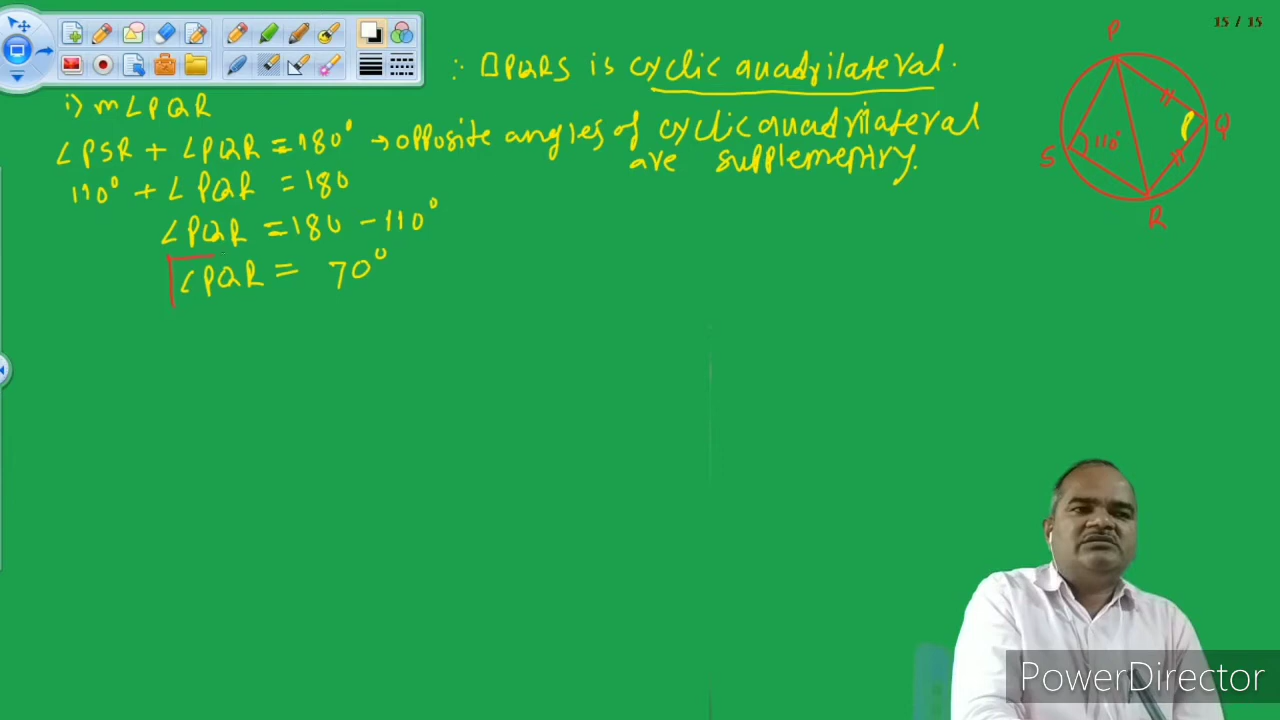 15 / 15
∴ □PQRS is cyclic quadrilateral.
i) m∠PQR
∠PSR + ∠PQR = 180° → opposite angles of cyclic quadrilateral
are supplementry.
110° + ∠PQR = 180
∠PQR = 180 - 110°
∠PQR = 70°
P
Q
S
110°
R
PowerDirector